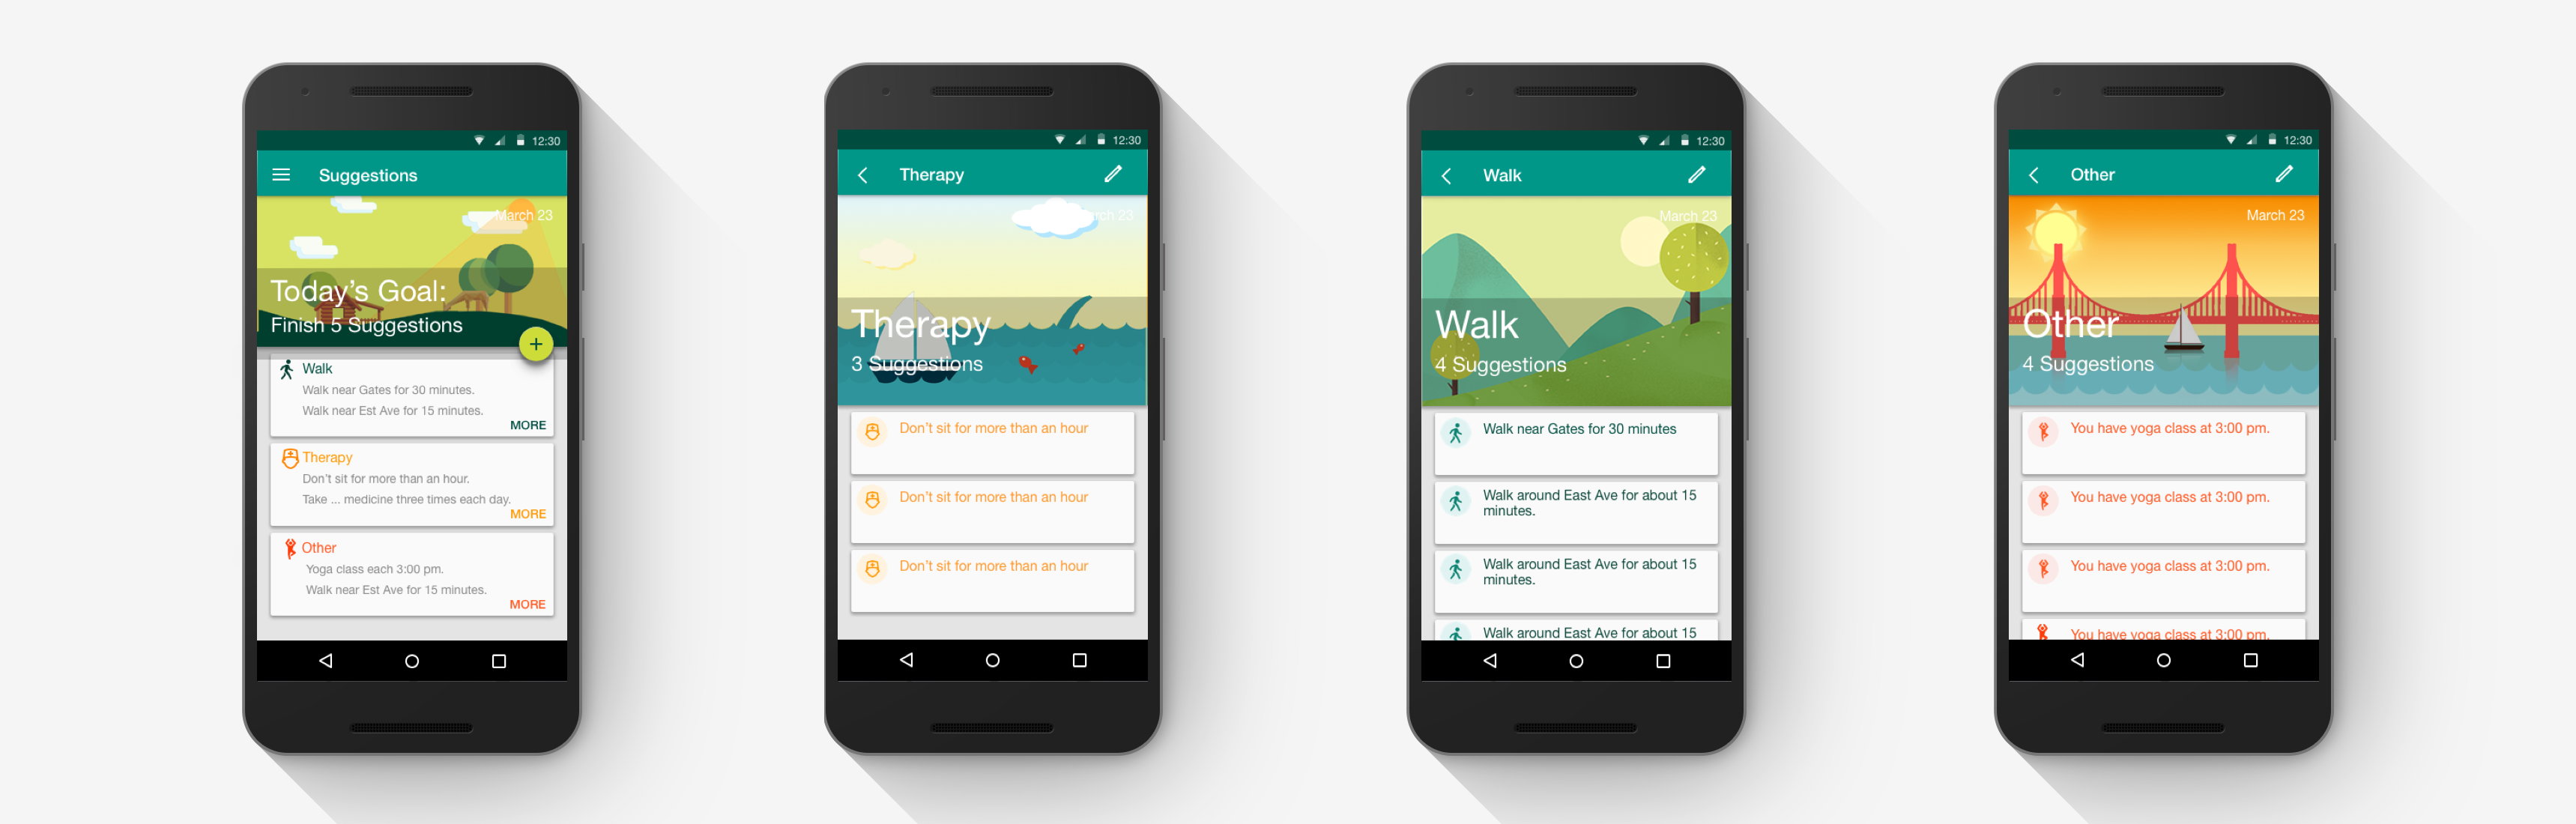 12:30
Suggestions
March 23
Today's Goal:
Finish 5 Suggestions
+
Walk
Walk near Gates for 30 minutes.
Walk near Est Ave for 15 minutes.
MORE
Therapy
Don't sit for more than an hour.
Take ... medicine three times each day.
MORE
Other
Yoga class each 3:00 pm.
Walk near Est Ave for 15 minutes.
MORE
12:30
Therapy
March 23
Therapy
3 Suggestions
Don't sit for more than an hour
Don't sit for more than an hour
Don't sit for more than an hour
12:30
Walk
March 23
Walk
4 Suggestions
Walk near Gates for 30 minutes
Walk around East Ave for about 15
minutes.
Walk around East Ave for about 15
minutes.
Walk around East Ave for about 15
12:30
Other
March 23
Other
4 Suggestions
You have yoga class at 3:00 pm.
You have yoga class at 3:00 pm.
You have yoga class at 3:00 pm.
You have yoga class at 3:00 pm.